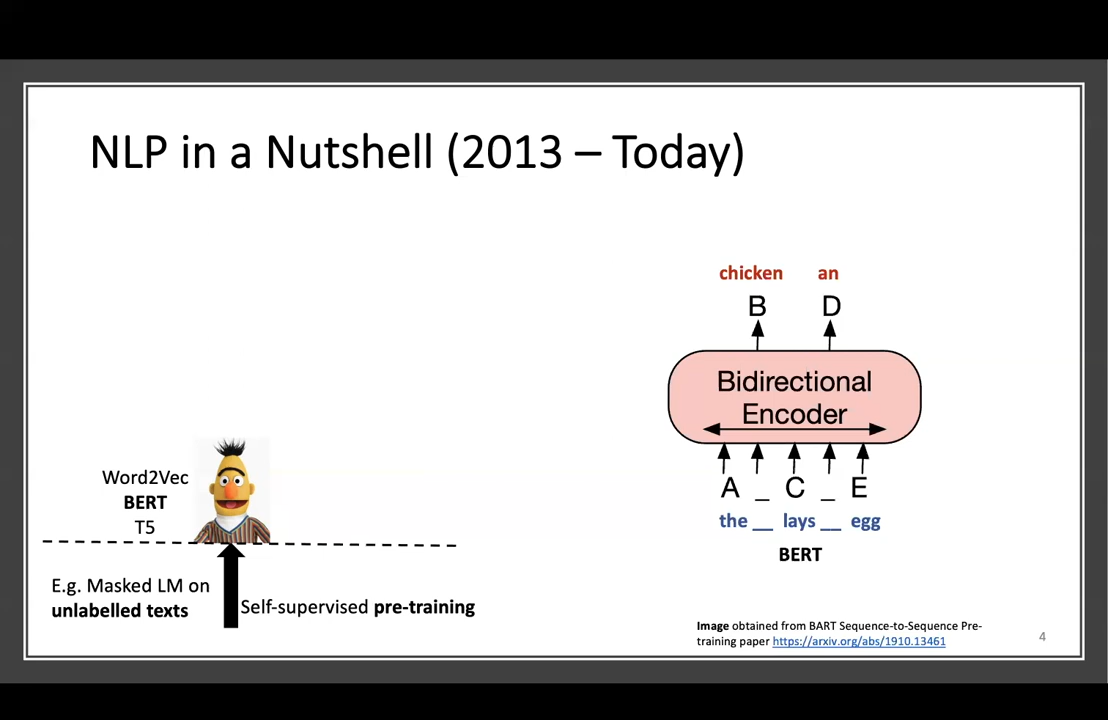 NLP in a Nutshell (2013 – Today)
chicken an
B D
Bidirectional
Encoder
A _ C _ E
the __ lays __ egg
BERT
Word2Vec
BERT
T5
E.g. Masked LM on
unlabelled texts
Self-supervised pre-training
Image obtained from BART Sequence-to-Sequence Pre-
training paper https://arxiv.org/abs/1910.13461
4